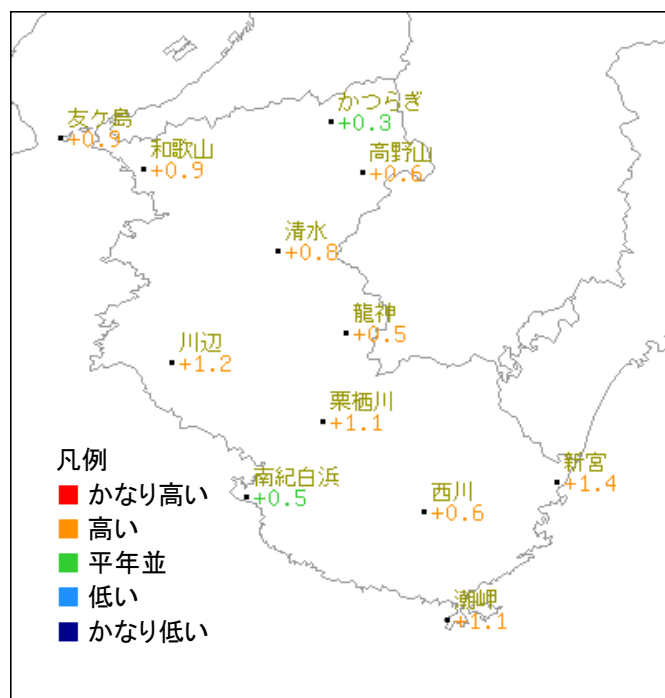 かつらぎ
+0.3
友ケ島
+0.9
和歌山
+0.9
高野山
+0.6
清水
+0.8
龍神
+0.5
川辺
+1.2
栗栖川
+1.1
凡例
かなり高い
高い
平年並
低い
かなり低い
南紀白浜
+0.5
西川
+0.6
新宮
+1.4
潮岬
+1.1